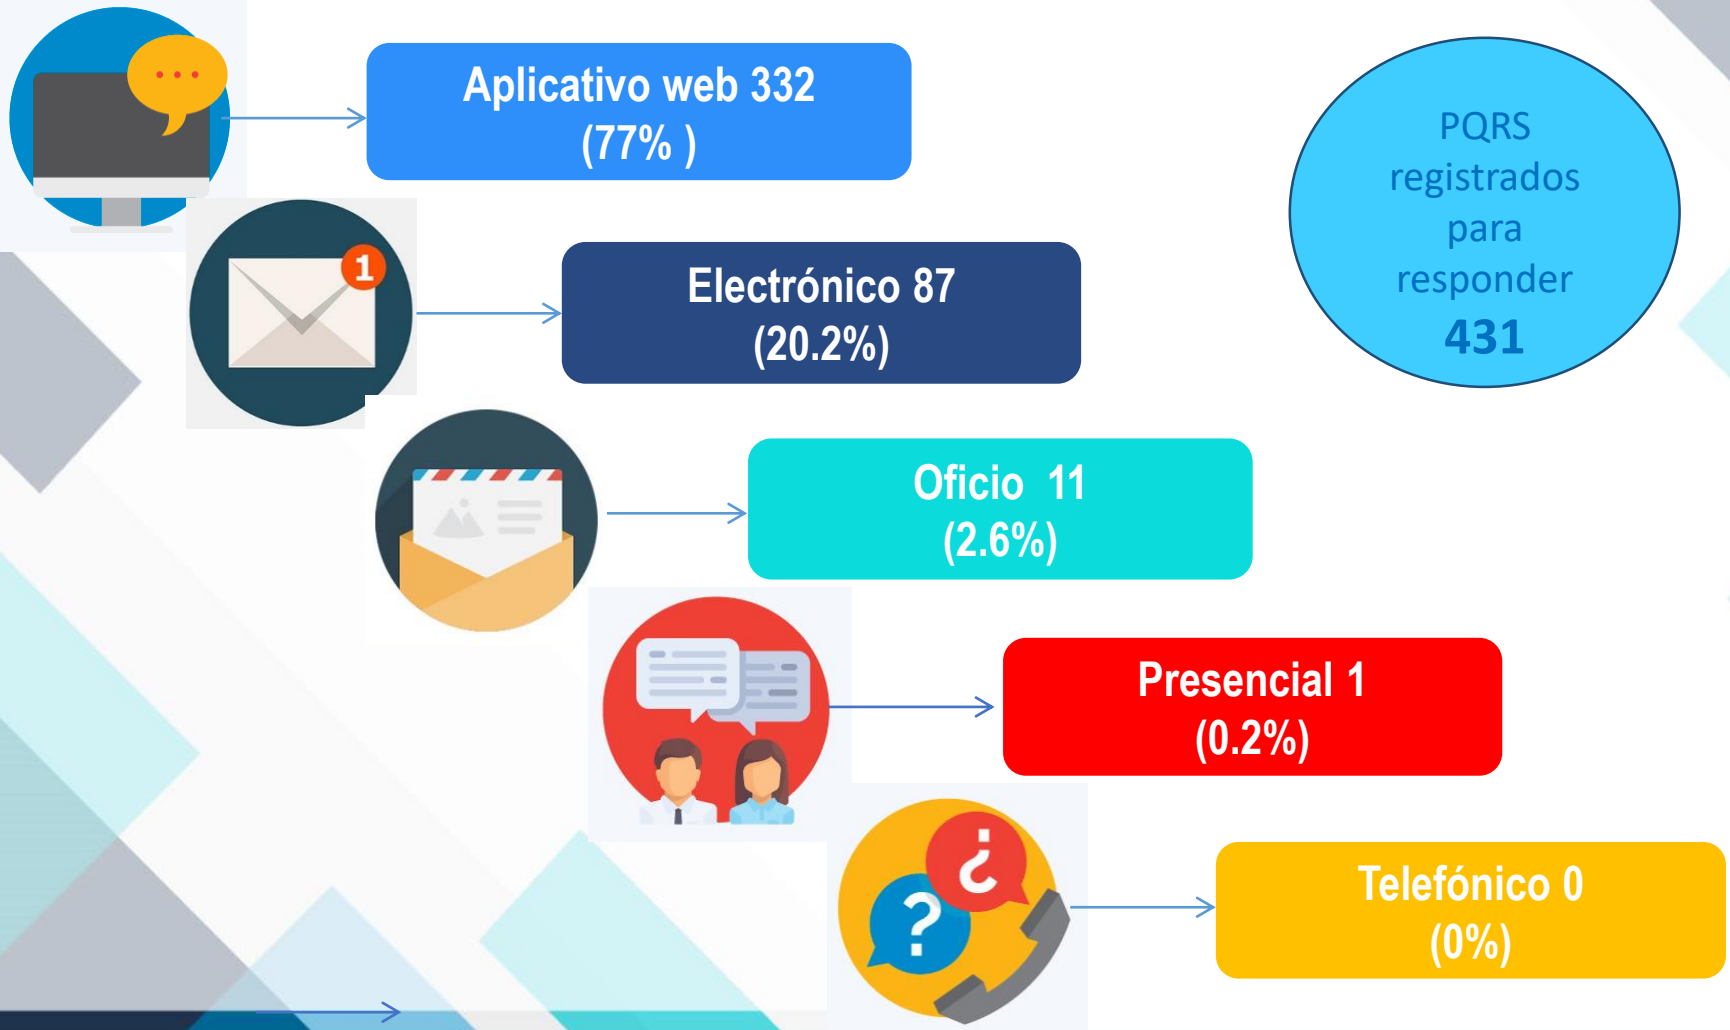 Aplicativo web 332
(77% )
PQRS
registrados
para
responder
431
1
Electrónico 87
(20.2%)
Oficio  11
(2.6%)
Presencial 1
(0.2%)
¿
?
Telefónico 0
(0%)